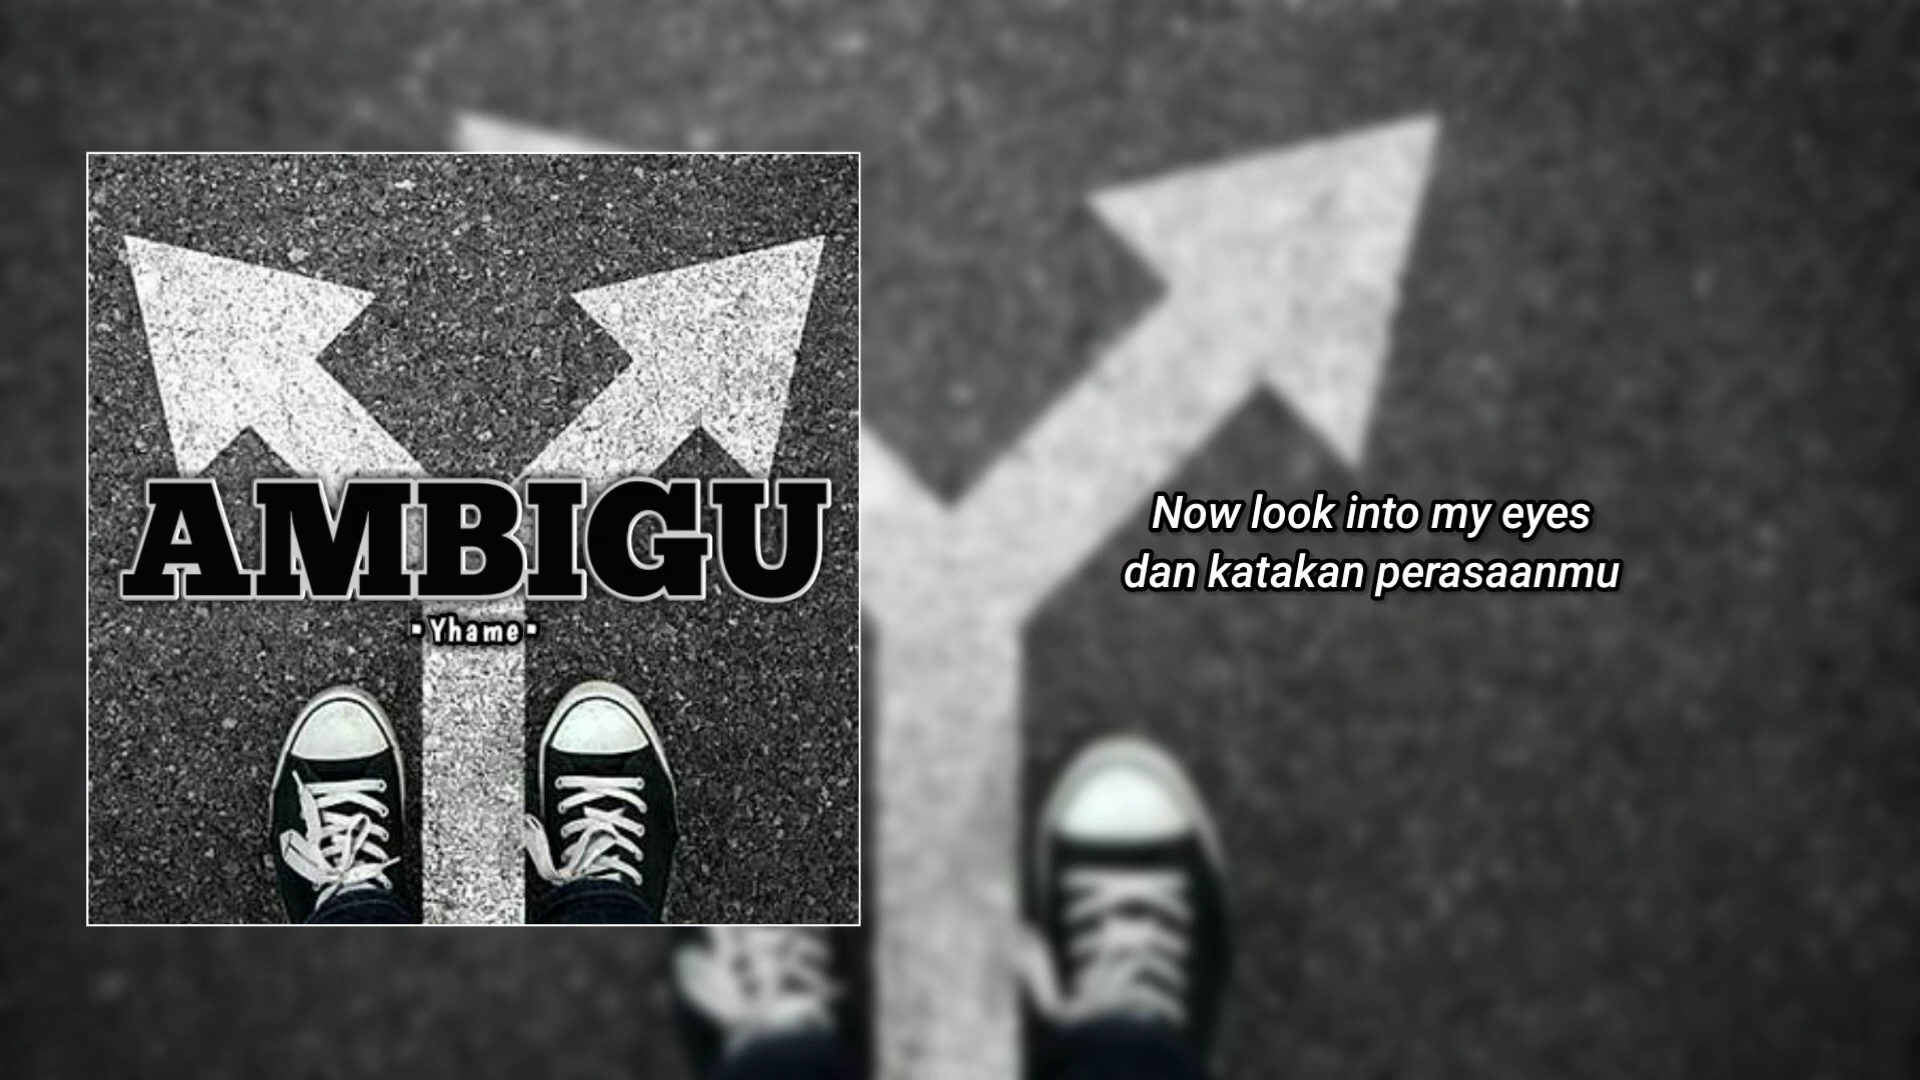 AMBIGU
▪Yhame▪
Now look into my eyes
dan katakan perasaanmu